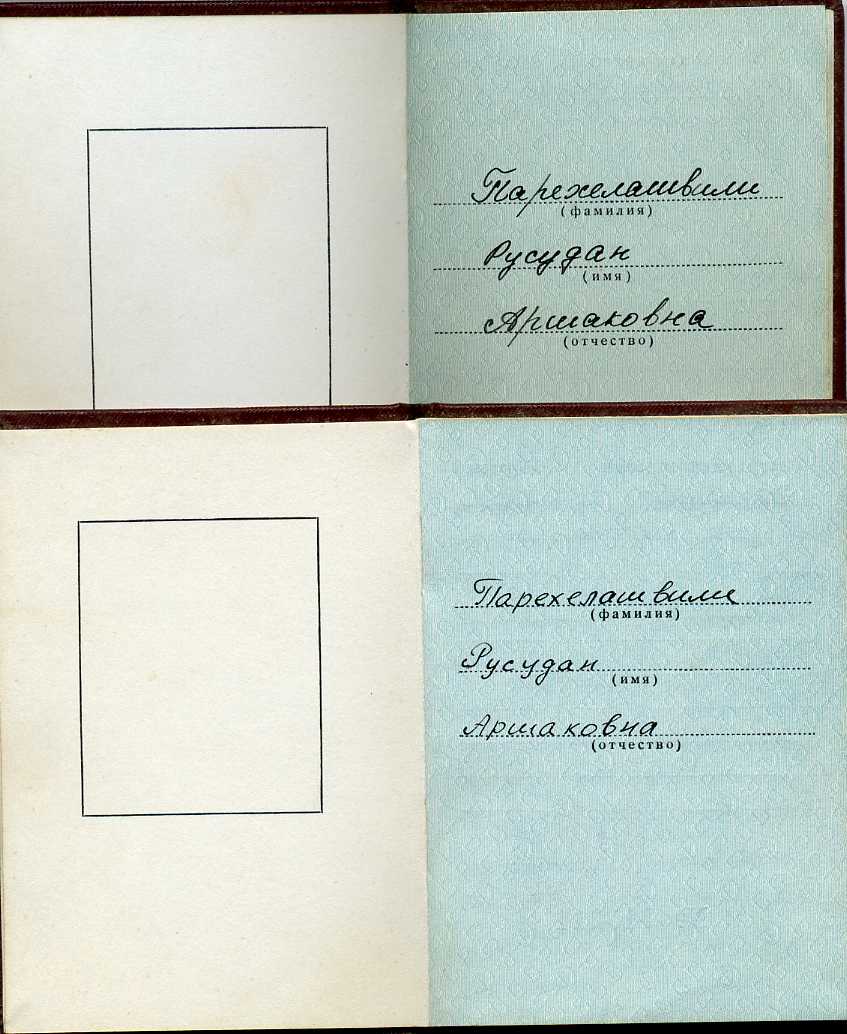 Парехелашвили
(фамилия)
Русудан
(имя)
Аршаковна
(отчество)
Парехелашвили
(фамилия)
Русудан
(имя)
Аршаковна
(отчество)